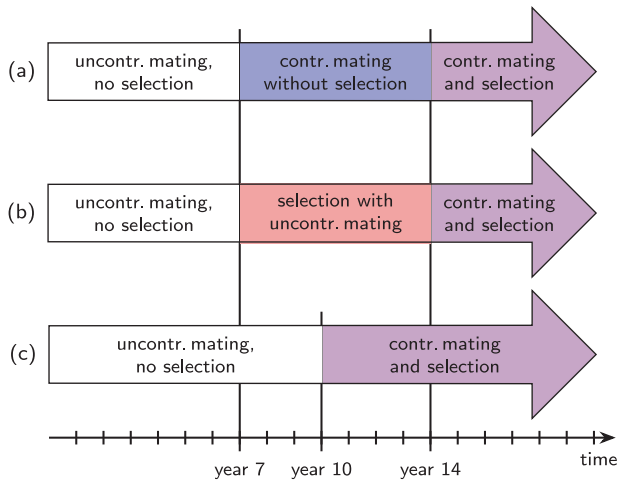 (a)
uncontr. mating,
no selection
contr. mating
without selection
contr. mating
and selection
(b)
uncontr. mating,
no selection
selection with
uncontr. mating
contr. mating
and selection
(c)
uncontr. mating,
no selection
contr. mating
and selection
time
year 7
year 10
year 14